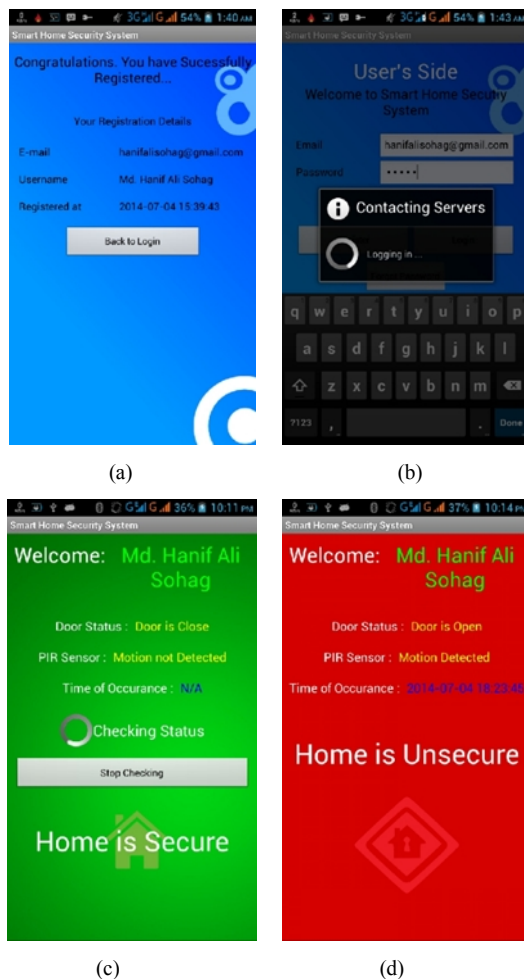 3G G 54% 1:40 AM
Smart Home Security System
Congratulations. You have Sucessfully
Registered...
Your Registration Details
E-mail hanifalisohag@gmail.com
Username Md. Hanif Ali Sohag
Registered at 2014-07-04 15:39:43
Back to Login
(a)
3G G 54% 1:43 AM
Smart Home Security System
User's Side
Welcome to Smart Home Security
System
Email hanifalisohag@gmail.com
Password •••••
Contacting Servers
Logging in ...
q w e r t y u i o p
a s d f g h j k l
z x c v b n m
?123 , . Done
(b)
G G 36% 10:11 PM
Smart Home Security System
Welcome: Md. Hanif Ali
Sohag
Door Status : Door is Close
PIR Sensor : Motion not Detected
Time of Occurance : N/A
Checking Status
Stop Checking
Home is Secure
(c)
G G 37% 10:14 PM
Smart Home Security System
Welcome: Md. Hanif Ali
Sohag
Door Status : Door is Open
PIR Sensor : Motion Detected
Time of Occurance : 2014-07-04 18:23:45
Home is Unsecure
(d)